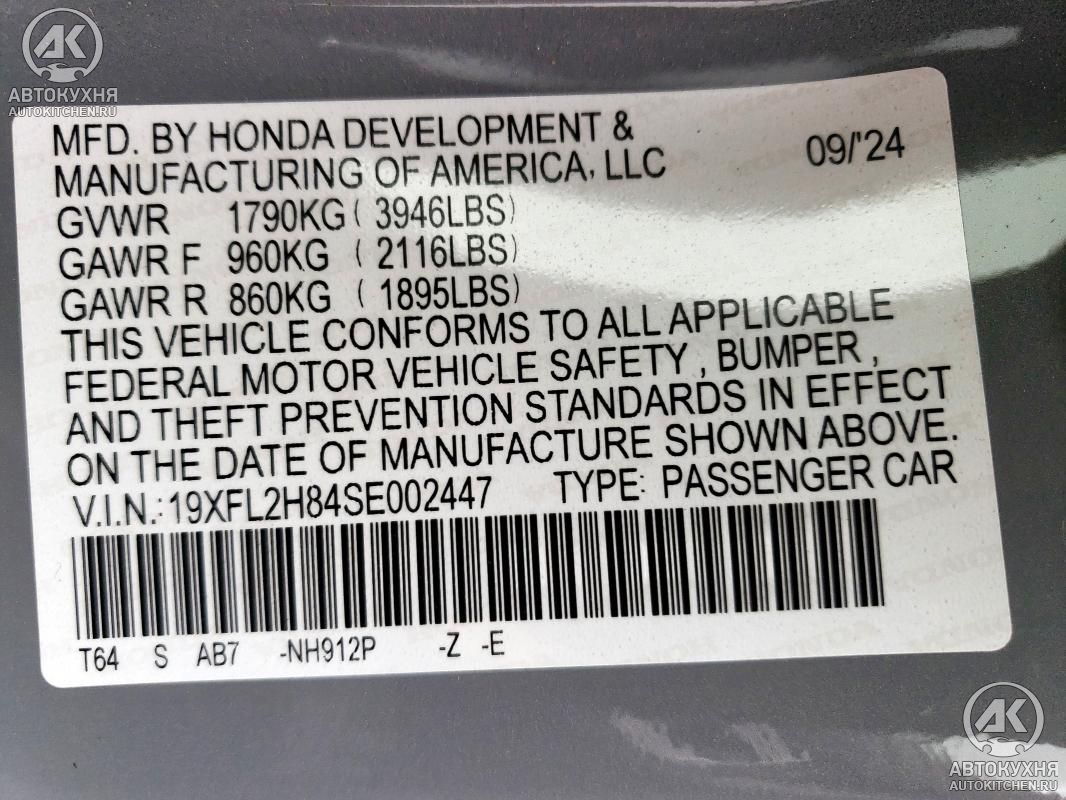 AK
АВТОКУХНЯ
AUTOKITCHEN.RU
MFD. BY HONDA DEVELOPMENT &
MANUFACTURING OF AMERICA, LLC 09/'24
GVWR 1790KG ( 3946LBS)
GAWR F 960KG ( 2116LBS)
GAWR R 860KG ( 1895LBS)
THIS VEHICLE CONFORMS TO ALL APPLICABLE
FEDERAL MOTOR VEHICLE SAFETY , BUMPER ,
AND THEFT PREVENTION STANDARDS IN EFFECT
ON THE DATE OF MANUFACTURE SHOWN ABOVE.
V.I.N.: 19XFL2H84SE002447 TYPE: PASSENGER CAR
T64 S AB7 -NH912P -Z -E
AK
АВТОКУХНЯ
AUTOKITCHEN.RU